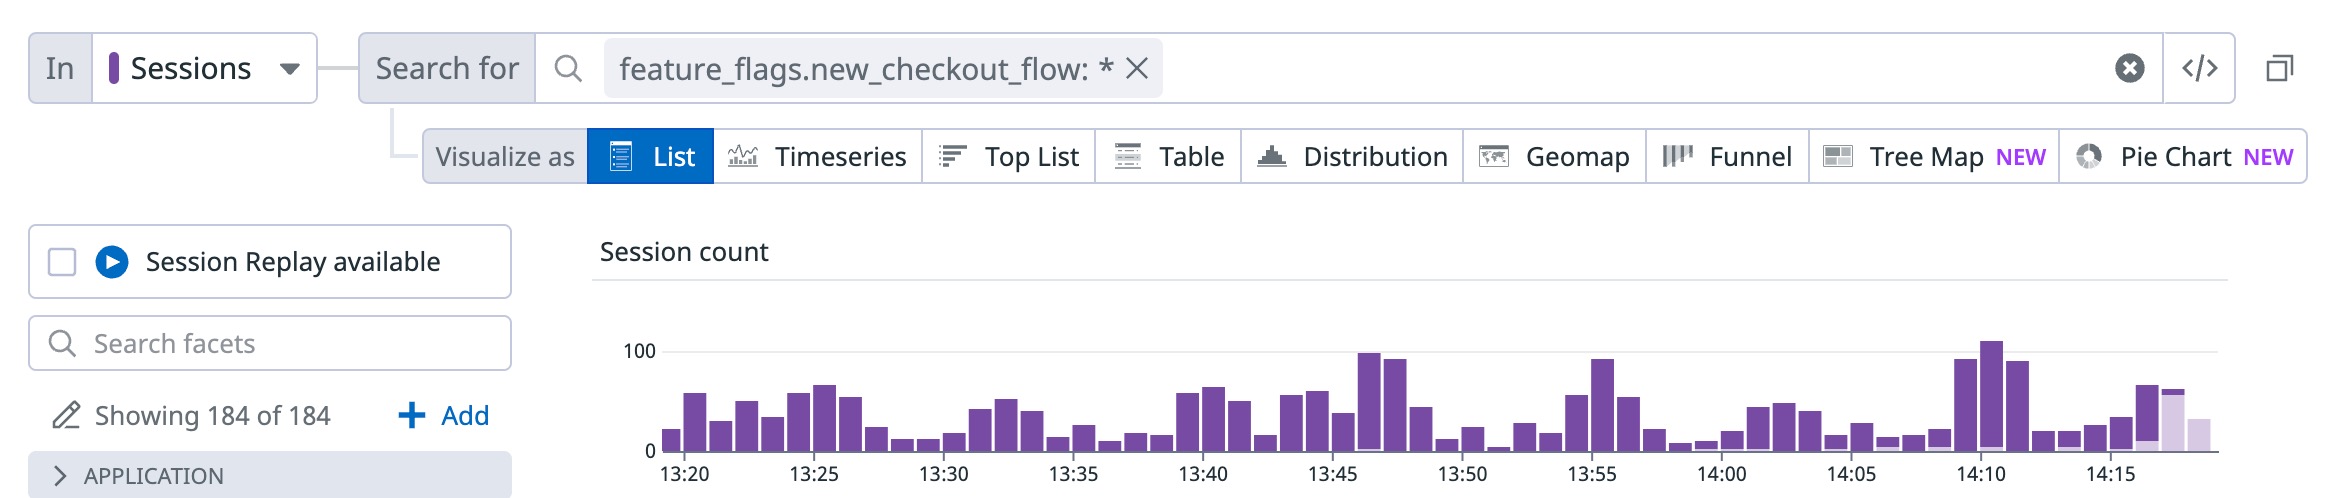 In Sessions Search for feature_flags.new_checkout_flow: *
Visualize as List Timeseries Top List Table Distribution Geomap Funnel Tree Map NEW Pie Chart NEW
Session Replay available
Search facets
Showing 184 of 184 Add
APPLICATION
Session count
100
0
13:20 13:25 13:30 13:35 13:40 13:45 13:50 13:55 14:00 14:05 14:10 14:15